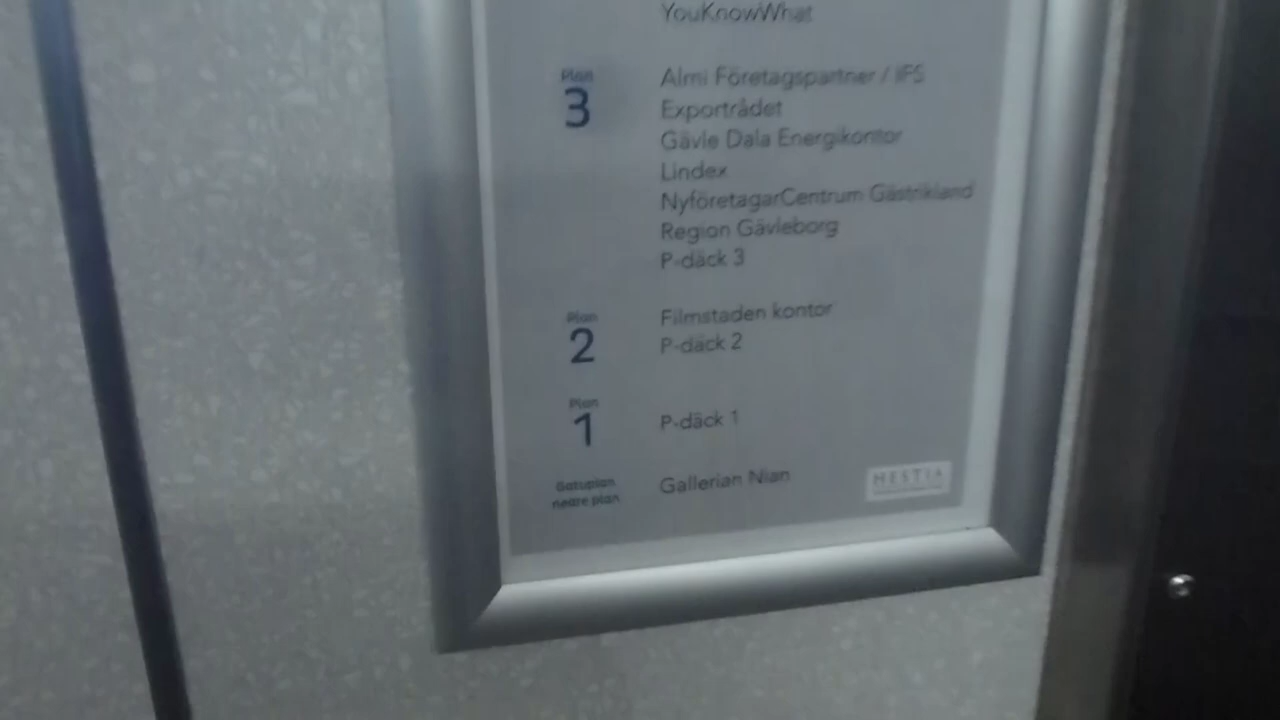 YouKnowWhat
Plan
3
Almi Företagspartner / IFS
Exportrådet
Gävle Dala Energikontor
Lindex
NyföretagarCentrum Gästrikland
Region Gävleborg
P-däck 3
Plan
2
Filmstaden kontor
P-däck 2
Plan
1
P-däck 1
Gatuplan
nedre plan
Gallerian Nian
HESTIA